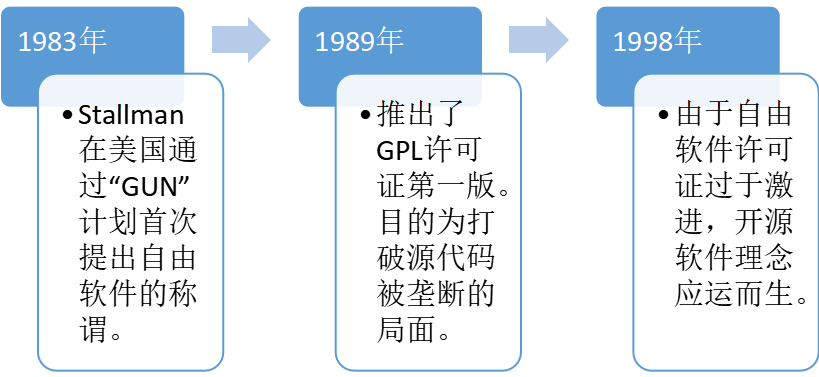 1983年
•Stallman
在美国通
过“GUN”
计划首次
提出自由
软件的称
谓。
1989年
•推出了
GPL许可
证第一版。
目的为打
破源代码
被垄断的
局面。
1998年
•由于自由
软件许可
证过于激
进，开源
软件理念
应运而生。